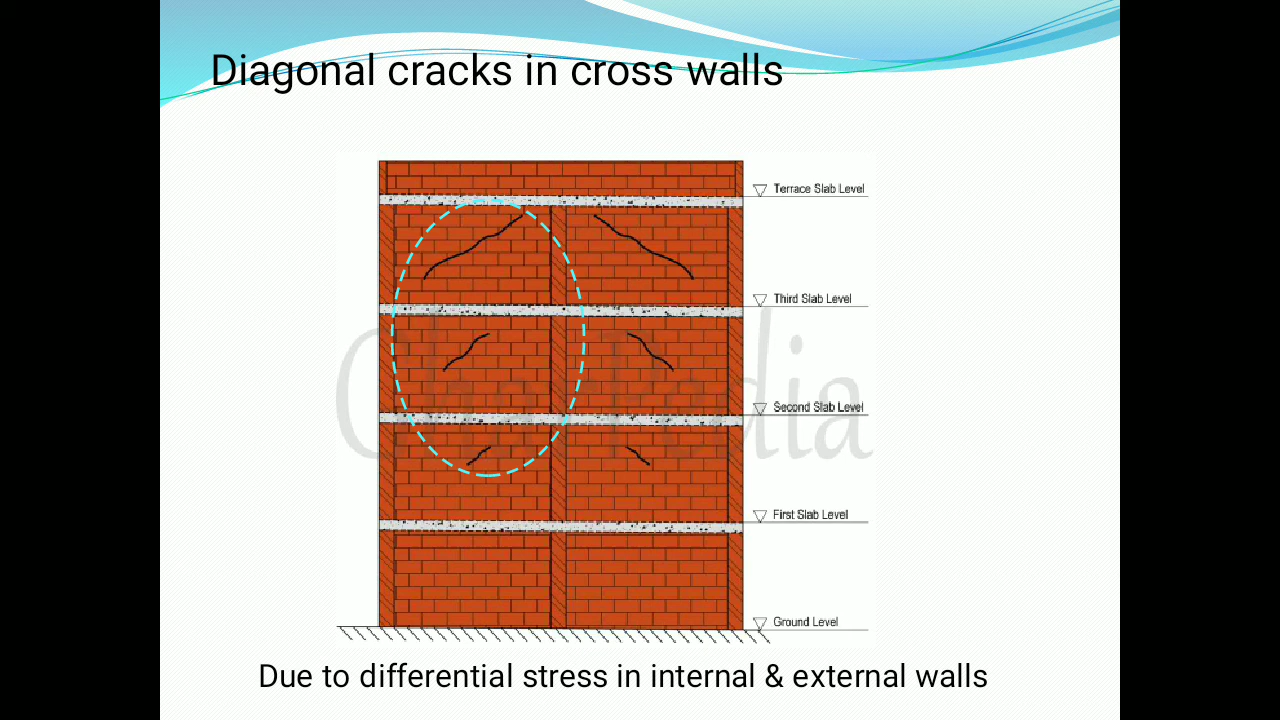 Diagonal cracks in cross walls
Terrace Slab Level
Third Slab Level
Second Slab Level
First Slab Level
Ground Level
Due to differential stress in internal & external walls